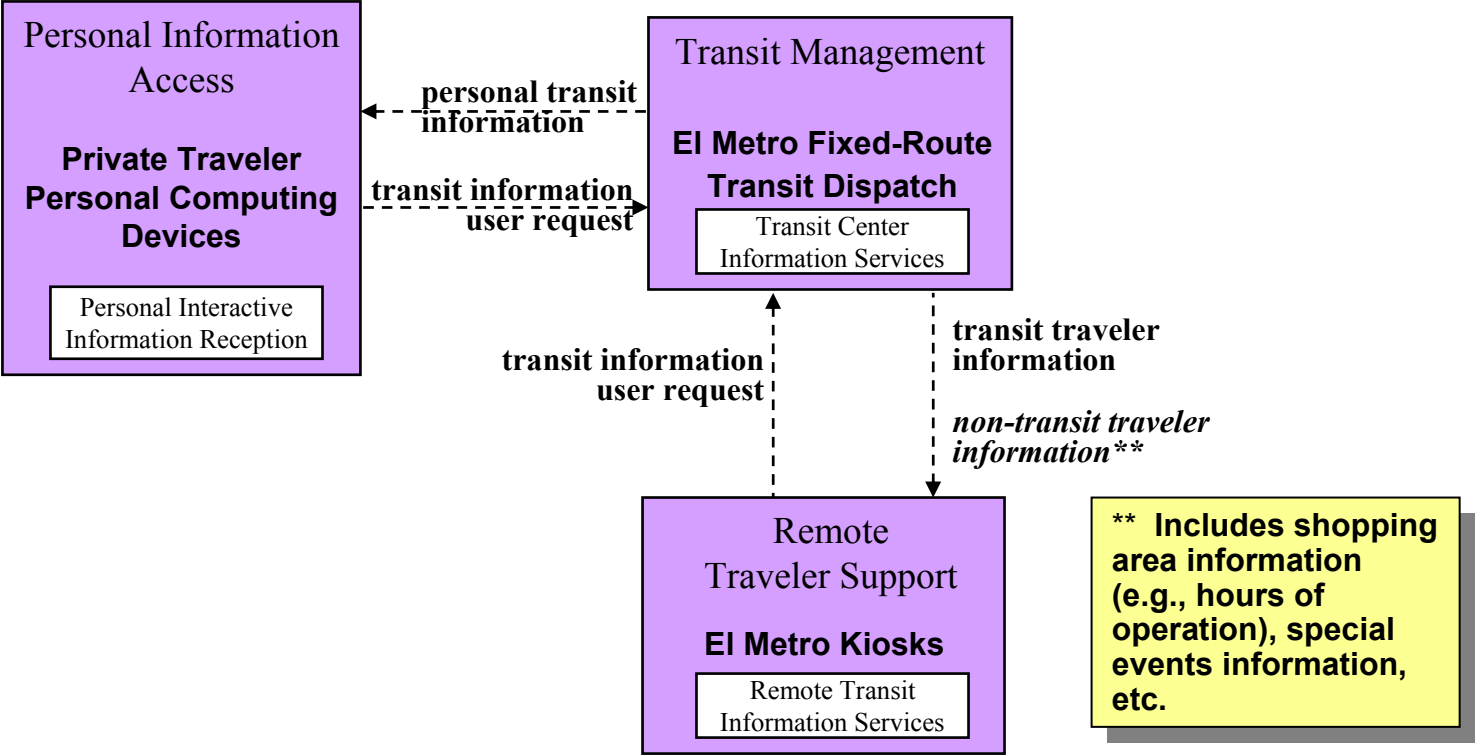 Personal Information
Access
Private Traveler
Personal Computing
Devices
Personal Interactive
Information Reception
personal transit
information
transit information
user request
Transit Management
El Metro Fixed-Route
Transit Dispatch
Transit Center
Information Services
transit information
user request
transit traveler
information
non-transit traveler
information**
Remote
Traveler Support
El Metro Kiosks
Remote Transit
Information Services
** Includes shopping
area information
(e.g., hours of
operation), special
events information,
etc.